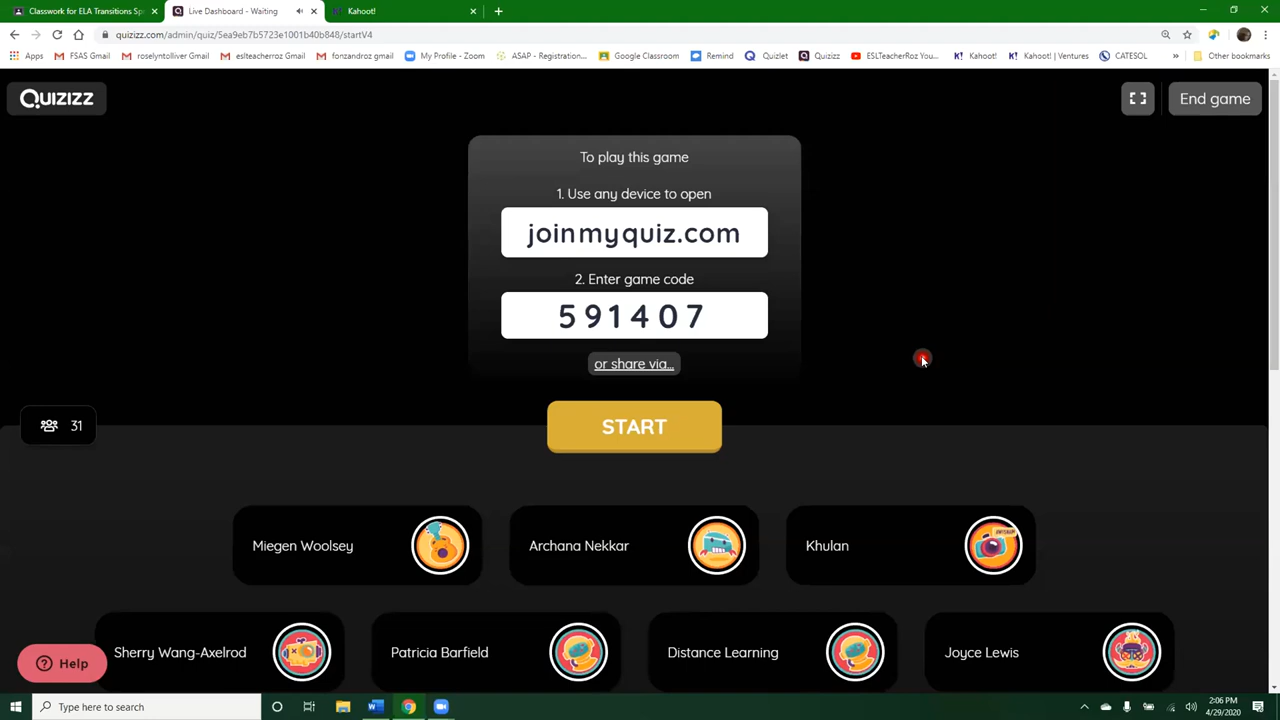 Classwork for ELA Transitions Sp
Live Dashboard - Waiting
Kahoot!
quizizz.com/admin/quiz/5ea9eb7b5723e1001b40b848/startV4
Apps
FSAS Gmail
roselyntolliver Gmail
eslteacherroz Gmail
fonzandroz gmail
My Profile - Zoom
ASAP - Registration...
Google Classroom
Remind
Quizlet
Quizizz
ESLTeacherRoz You...
Kahoot!
Kahoot! | Ventures
CATESOL
Other bookmarks
QUIZIZZ
End game
To play this game
1. Use any device to open
joinmyquiz.com
2. Enter game code
591407
or share via...
START
31
Miegen Woolsey
Archana Nekkar
Khulan
Sherry Wang-Axelrod
Patricia Barfield
Distance Learning
Joyce Lewis
Help
Type here to search
2:06 PM
4/29/2020